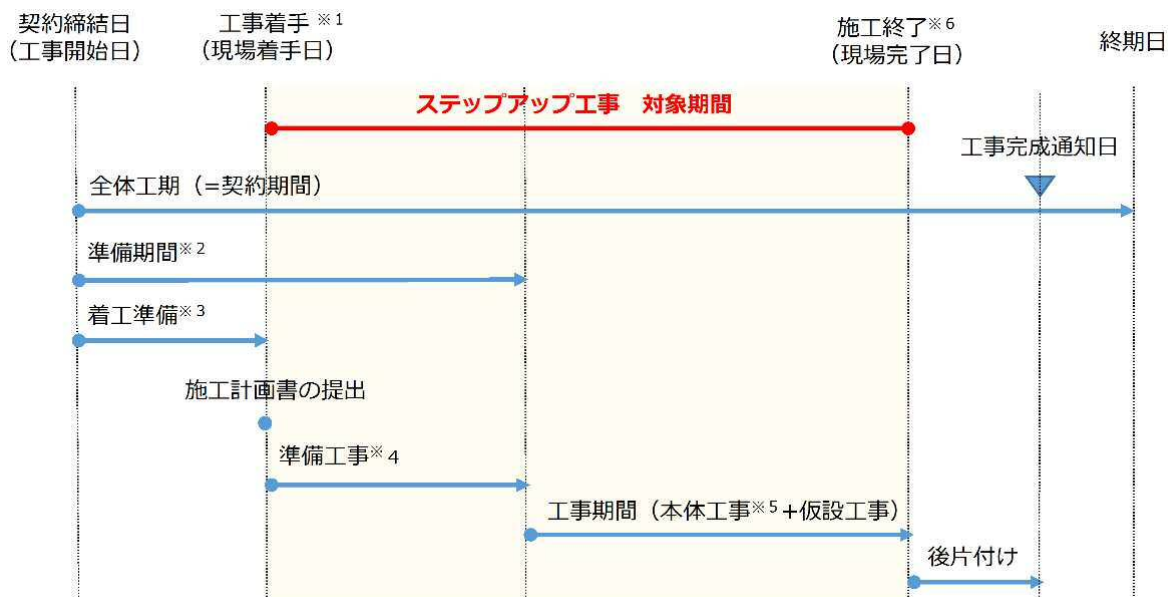 契約締結日
（工事開始日）
工事着手※1
（現場着手日）
施工終了※6
（現場完了日）
終期日
ステップアップ工事　対象期間
工事完成通知日
全体工期（=契約期間）
準備期間※2
着工準備※3
施工計画書の提出
準備工事※4
工事期間（本体工事※5+仮設工事）
後片付け